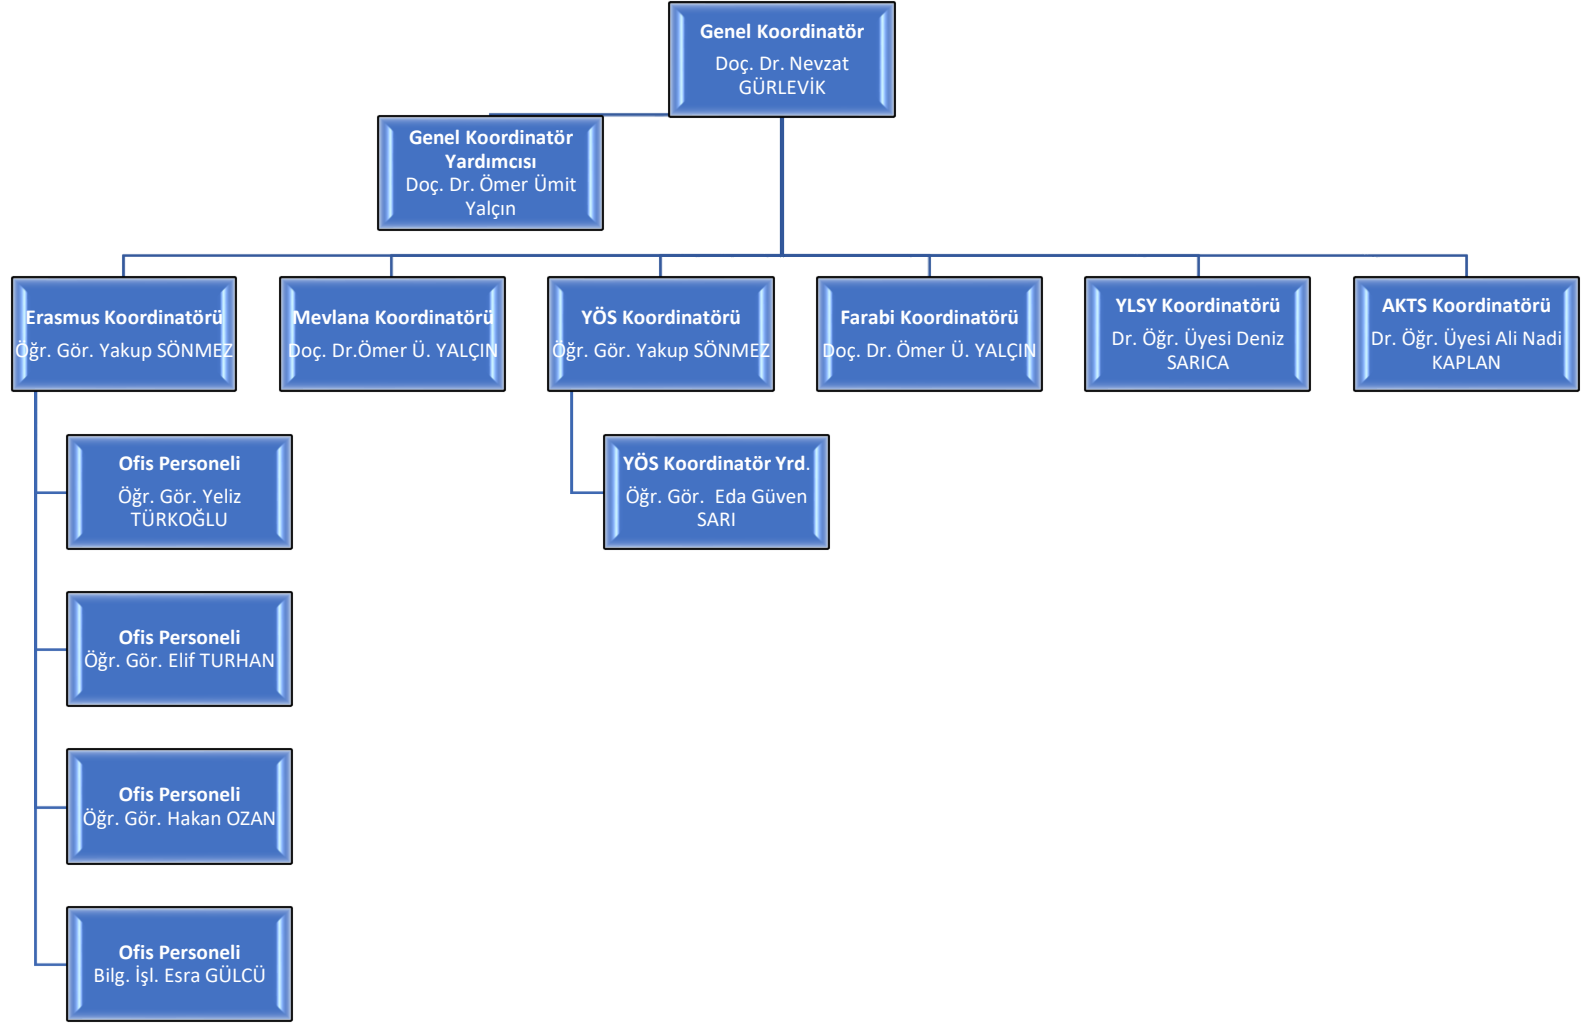 Genel Koordinatör
Doç. Dr. Nevzat
GÜRLEVİK
Genel Koordinatör
Yardımcısı
Doç. Dr. Ömer Ümit
Yalçın
Erasmus Koordinatörü
Öğr. Gör. Yakup SÖNMEZ
Mevlana Koordinatörü
Doç. Dr.Ömer Ü. YALÇIN
YÖS Koordinatörü
Öğr. Gör. Yakup SÖNMEZ
Farabi Koordinatörü
Doç. Dr. Ömer Ü. YALÇIN
YLSY Koordinatörü
Dr. Öğr. Üyesi Deniz
SARICA
AKTS Koordinatörü
Dr. Öğr. Üyesi Ali Nadi
KAPLAN
Ofis Personeli
Öğr. Gör. Yeliz
TÜRKOĞLU
YÖS Koordinatör Yrd.
Öğr. Gör.  Eda Güven
SARI
Ofis Personeli
Öğr. Gör. Elif TURHAN
Ofis Personeli
Öğr. Gör. Hakan OZAN
Ofis Personeli
Bilg. İşl. Esra GÜLCÜ